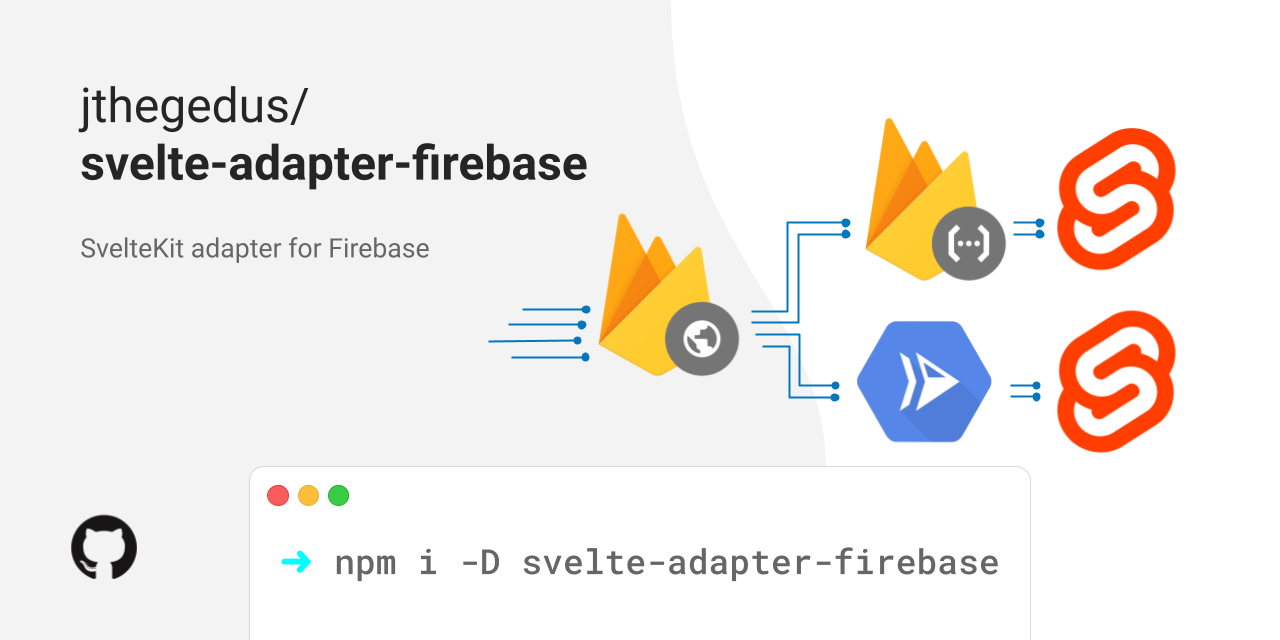 jthegedus/
svelte-adapter-firebase
SvelteKit adapter for Firebase
➜ npm i -D svelte-adapter-firebase